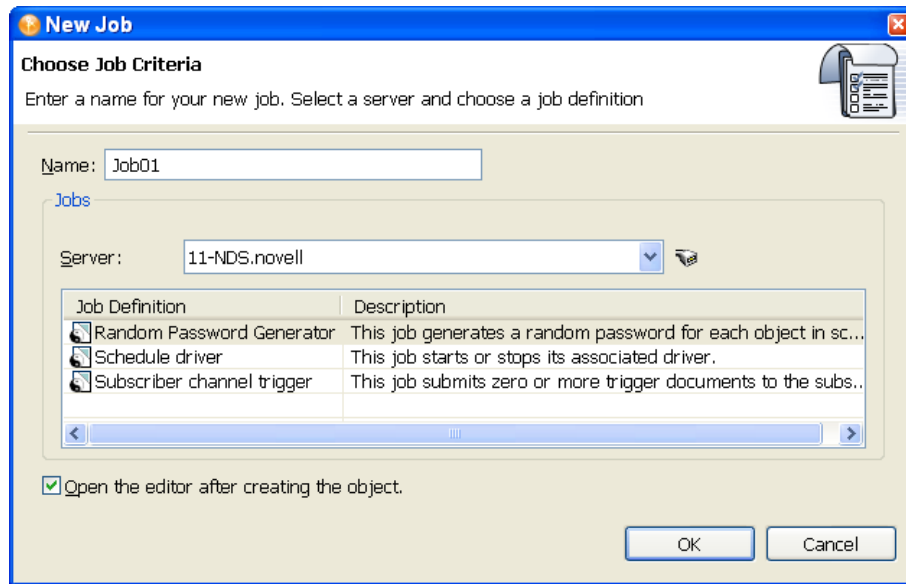 New Job
Choose Job Criteria
Enter a name for your new job. Select a server and choose a job definition
Name: Job01
Jobs
Server: 11-NDS.novell
Job Definition Description
Random Password Generator This job generates a random password for each object in sc...
Schedule driver This job starts or stops its associated driver.
Subscriber channel trigger This job submits zero or more trigger documents to the subs...
Open the editor after creating the object.
OK Cancel